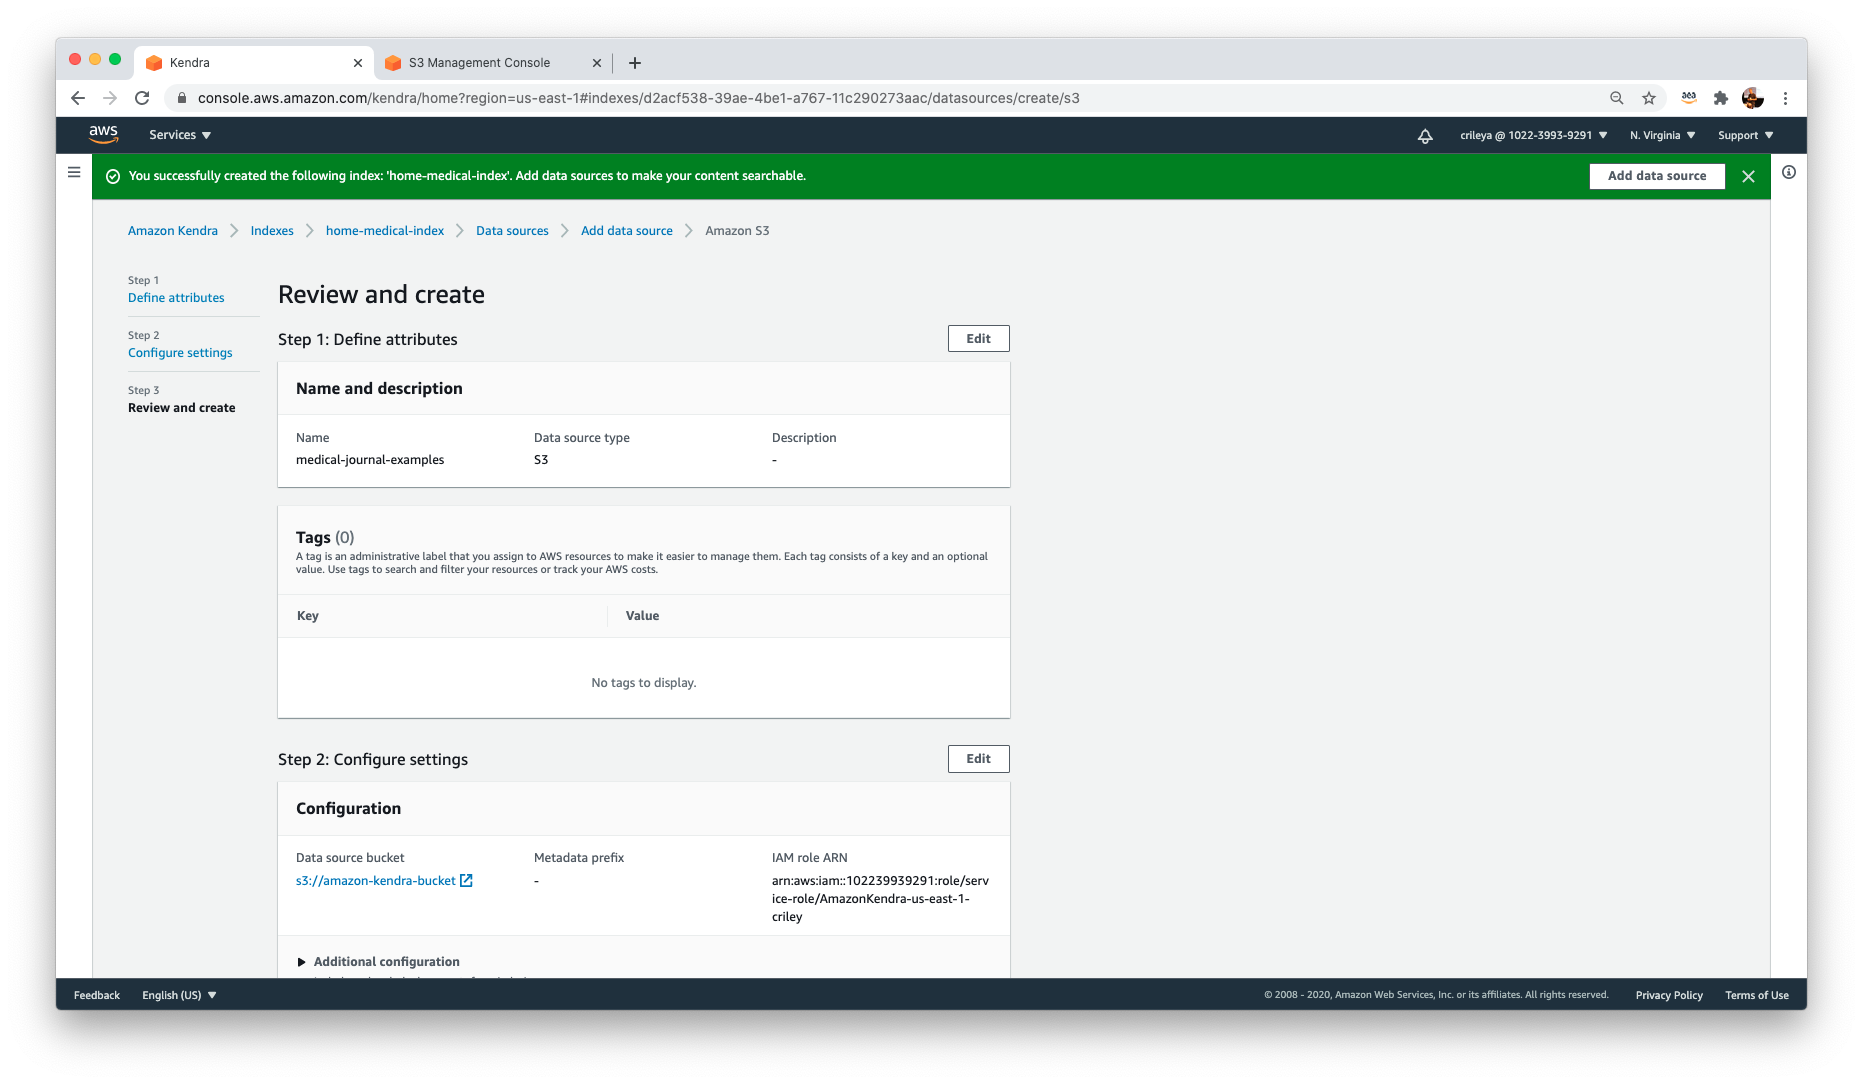 Kendra
S3 Management Console
console.aws.amazon.com/kendra/home?region=us-east-1#indexes/d2acf538-39ae-4be1-a767-11c290273aac/datasources/create/s3
aws
Services
crileya @ 1022-3993-9291
N. Virginia
Support
You successfully created the following index: 'home-medical-index'. Add data sources to make your content searchable.
Add data source
Amazon Kendra
Indexes
home-medical-index
Data sources
Add data source
Amazon S3
Step 1
Define attributes
Step 2
Configure settings
Step 3
Review and create
Review and create
Step 1: Define attributes
Edit
Name and description
Name
Data source type
Description
medical-journal-examples
S3
-
Tags (0)
A tag is an administrative label that you assign to AWS resources to make it easier to manage them. Each tag consists of a key and an optional
value. Use tags to search and filter your resources or track your AWS costs.
Key
Value
No tags to display.
Step 2: Configure settings
Edit
Configuration
Data source bucket
Metadata prefix
IAM role ARN
s3://amazon-kendra-bucket
-
arn:aws:iam::102239939291:role/serv
ice-role/AmazonKendra-us-east-1-
criley
Additional configuration
Feedback
English (US)
© 2008 - 2020, Amazon Web Services, Inc. or its affiliates. All rights reserved.
Privacy Policy
Terms of Use